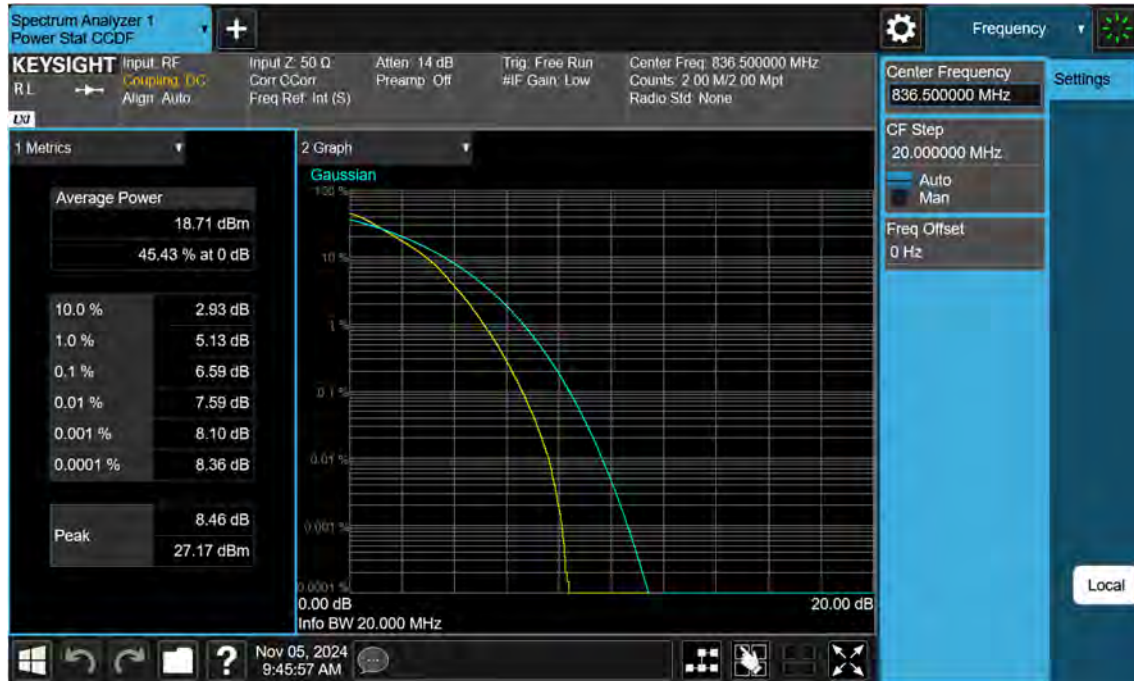 Spectrum Analyzer 1
Power Stat CCDF
+
Frequency
KEYSIGHT
RL
LXI
Input: RF
Coupling: DC
Align: Auto
Input Z: 50 Ω
Corr CCorr
Freq Ref: Int (S)
Atten: 14 dB
Preamp: Off
Trig: Free Run
#IF Gain: Low
Center Freq: 836.500000 MHz
Counts: 2.00 M/2.00 Mpt
Radio Std: None
Center Frequency
836.500000 MHz
Settings
CF Step
20.000000 MHz
Auto
Man
Freq Offset
0 Hz
1 Metrics
Average Power
18.71 dBm
45.43 % at 0 dB
10.0 % 2.93 dB
1.0 % 5.13 dB
0.1 % 6.59 dB
0.01 % 7.59 dB
0.001 % 8.10 dB
0.0001 % 8.36 dB
Peak
8.46 dB
27.17 dBm
2 Graph
Gaussian
100 %
10 %
1 %
0.1 %
0.01 %
0.001 %
0.0001 %
0.00 dB 20.00 dB
Info BW 20.000 MHz
Local
?
Nov 05, 2024
9:45:57 AM